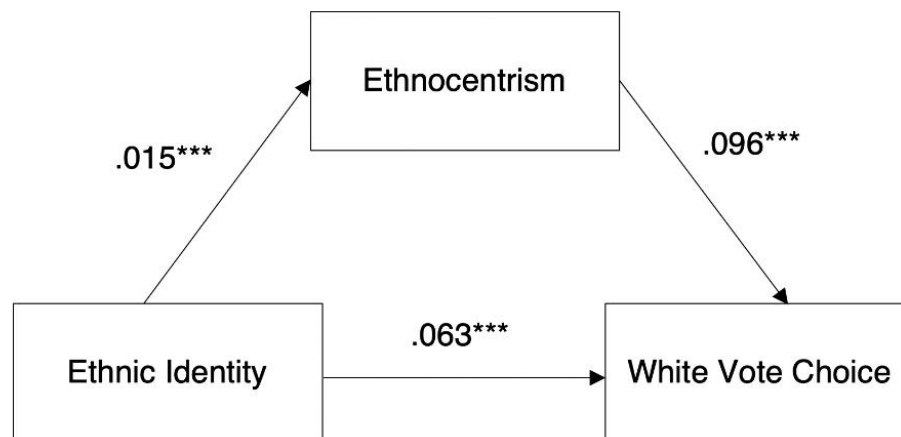 Ethnocentrism
.015***
.096***
.063***
Ethnic Identity
White Vote Choice